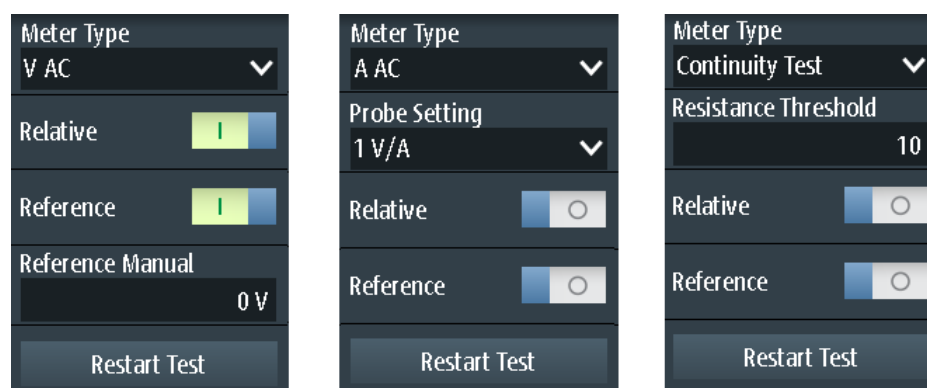 Meter Type
V AC
Relative
Reference
Reference Manual
0 V
Restart Test
Meter Type
A AC
Probe Setting
1 V/A
Relative
Reference
Restart Test
Meter Type
Continuity Test
Resistance Threshold
10
Relative
Reference
Restart Test